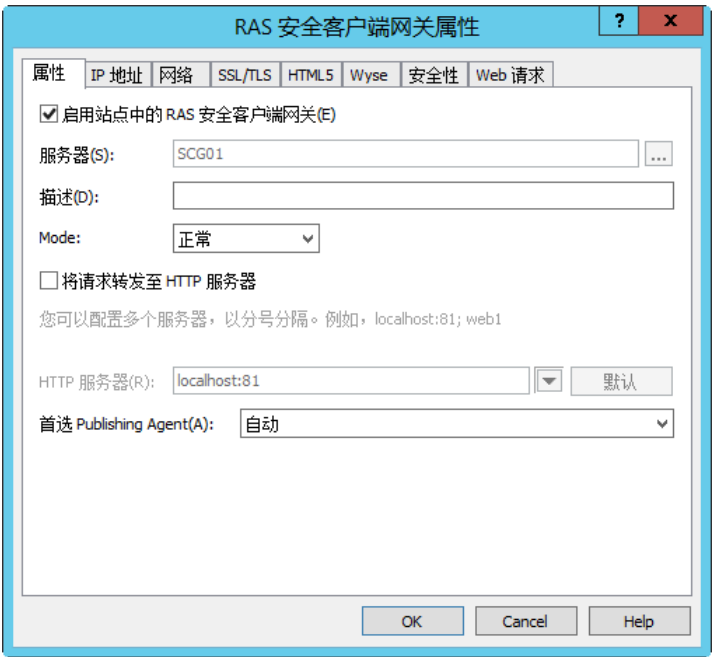 RAS 安全客户端网关属性
? x
属性 IP 地址 网络 SSL/TLS HTML5 Wyse 安全性 Web 请求
启用站点中的 RAS 安全客户端网关(E)
服务器(S): SCG01 ...
描述(D):
Mode: 正常
将请求转发至 HTTP 服务器
您可以配置多个服务器，以分号分隔。例如，localhost:81; web1
HTTP 服务器(R): localhost:81 默认
首选 Publishing Agent(A): 自动
OK Cancel Help